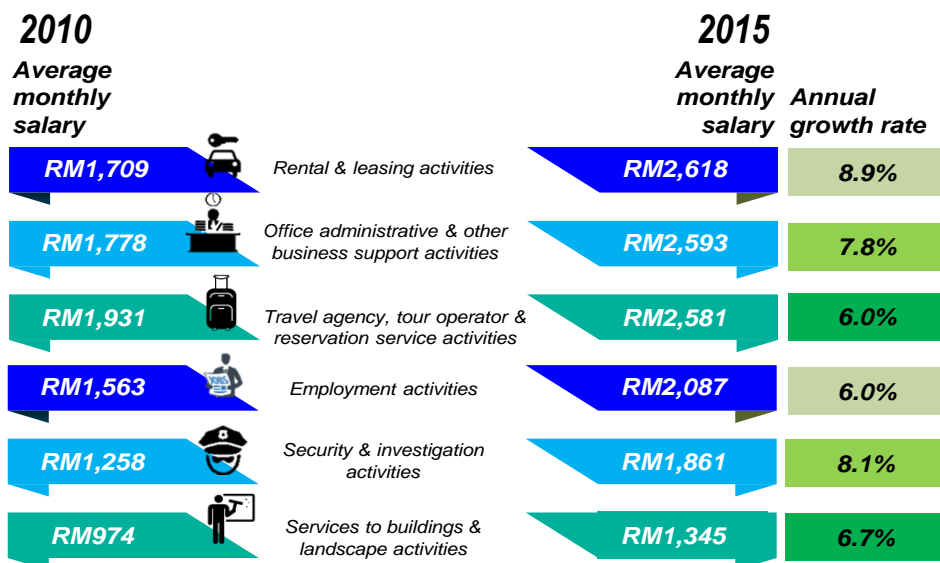 2010
Average
monthly
salary
2015
Average
monthly
salary
Annual
growth rate
RM1,709
Rental & leasing activities
RM2,618
8.9%
RM1,778
Office administrative & other
business support activities
RM2,593
7.8%
RM1,931
Travel agency, tour operator &
reservation service activities
RM2,581
6.0%
RM1,563
JOBS
Employment activities
RM2,087
6.0%
RM1,258
Security & investigation
activities
RM1,861
8.1%
RM974
Services to buildings &
landscape activities
RM1,345
6.7%